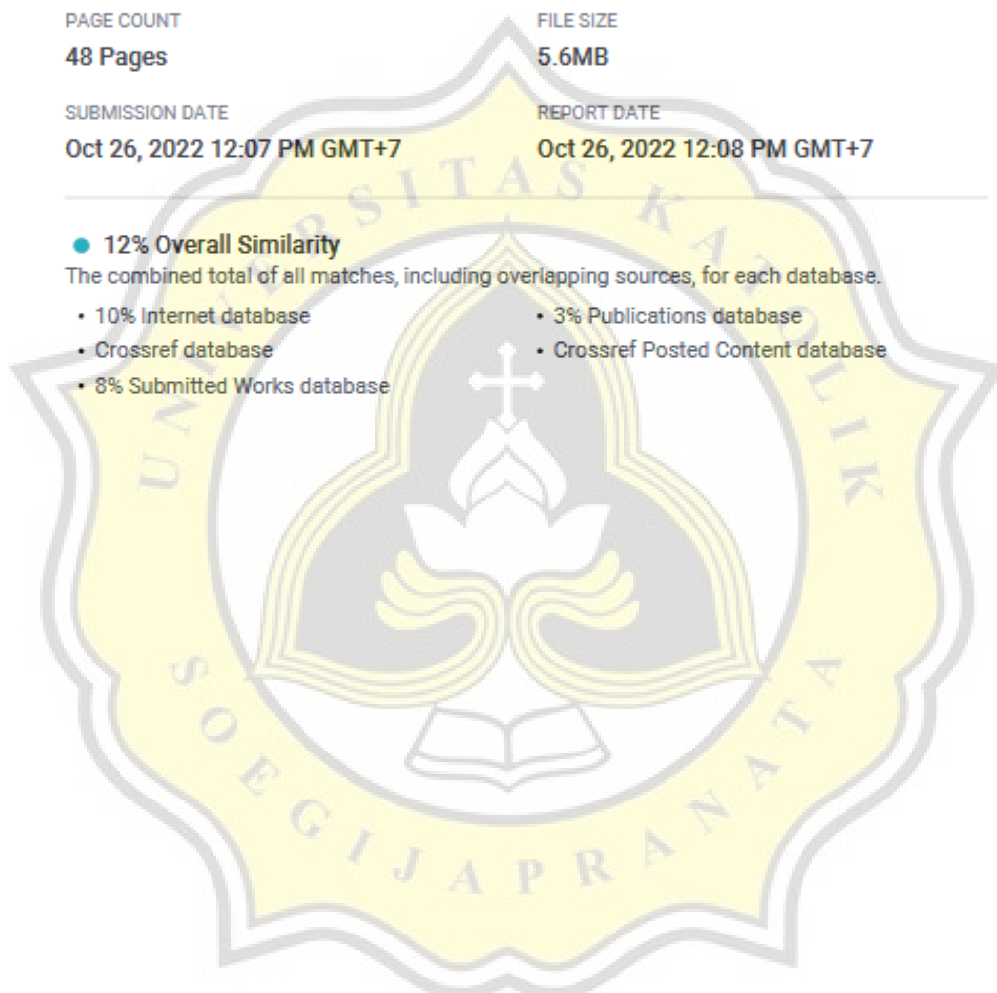 PAGE COUNT
48 Pages
FILE SIZE
5.6MB
SUBMISSION DATE
Oct 26, 2022 12:07 PM GMT+7
REPORT DATE
Oct 26, 2022 12:08 PM GMT+7
12% Overall Similarity
The combined total of all matches, including overlapping sources, for each database.
• 10% Internet database
• 3% Publications database
• Crossref database
• Crossref Posted Content database
• 8% Submitted Works database
UNIVERSITAS KATOLIK
SOEGIJAPRANATA